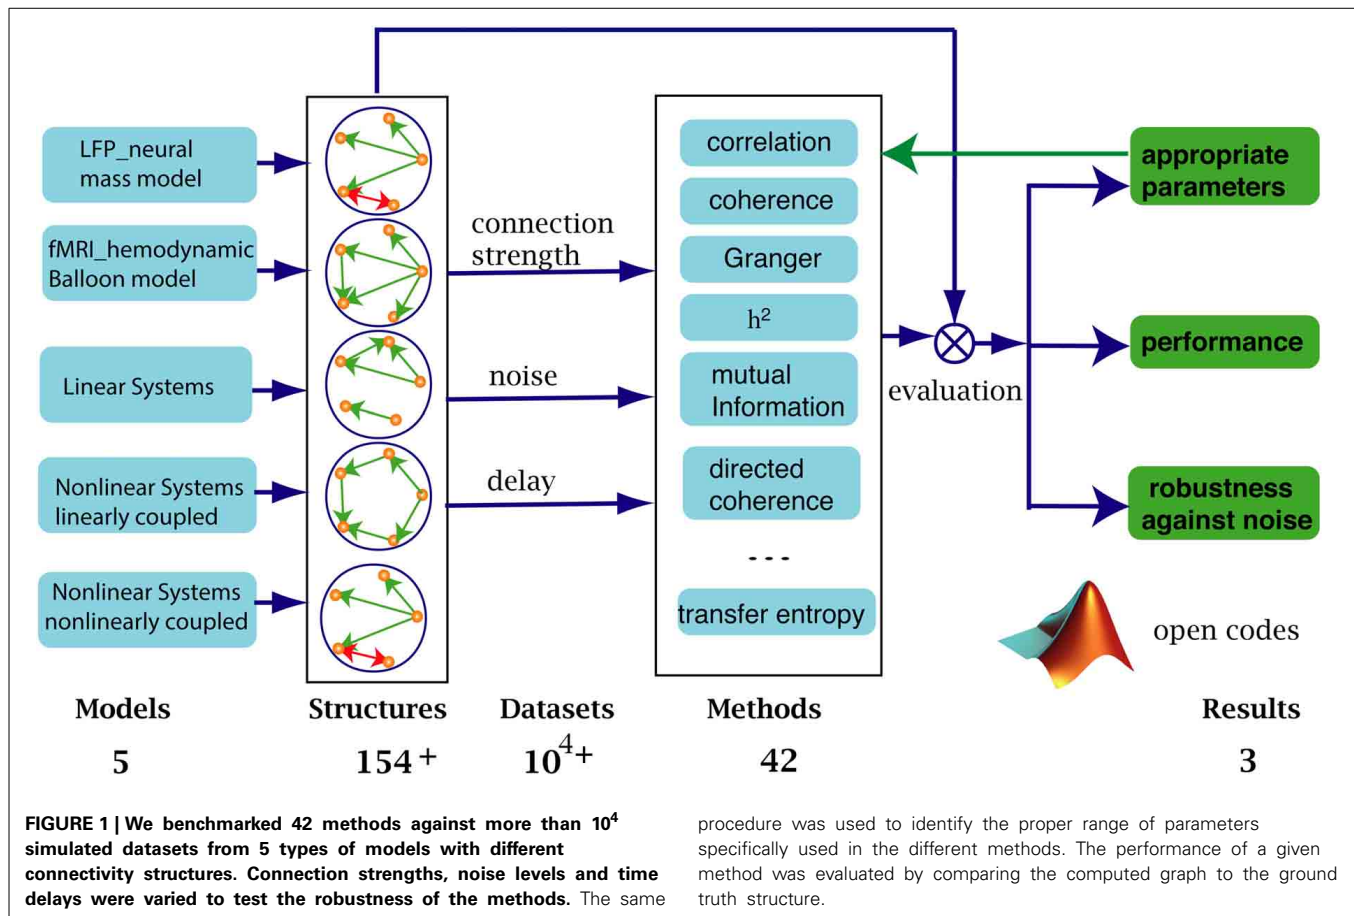 LFP_neural
mass model
fMRI_hemodynamic
Balloon model
Linear Systems
Nonlinear Systems
linearly coupled
Nonlinear Systems
nonlinearly coupled
connection
strength
noise
delay
correlation
coherence
Granger
h²
mutual
Information
directed
coherence
---
transfer entropy
evaluation
appropriate
parameters
performance
robustness
against noise
open codes
Models
Structures
Datasets
Methods
Results
5
154+
10⁴+
42
3
FIGURE 1 | We benchmarked 42 methods against more than 10⁴
simulated datasets from 5 types of models with different
connectivity structures. Connection strengths, noise levels and time
delays were varied to test the robustness of the methods. The same
procedure was used to identify the proper range of parameters
specifically used in the different methods. The performance of a given
method was evaluated by comparing the computed graph to the ground
truth structure.